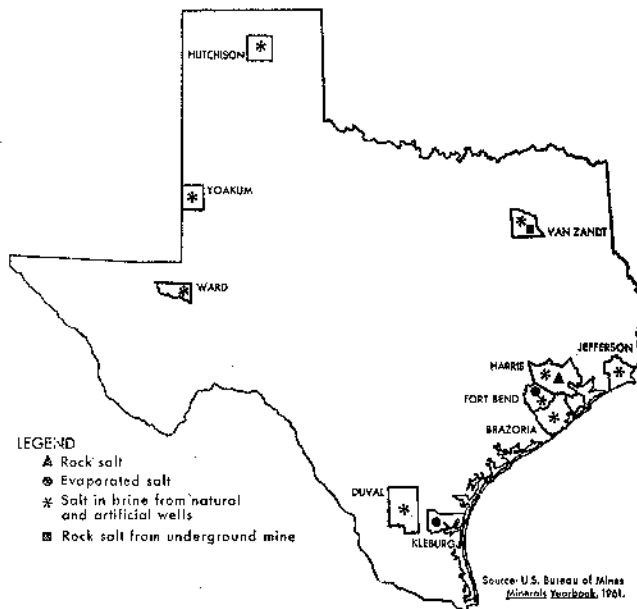 HUTCHISON
YOAKUM
VAN ZANDT
WARD
JEFFERSON
HARRIS
FORT BEND
BRAZORIA
LEGEND
Rock salt
Evaporated salt
Salt in brine from natural
and artificial wells
Rock salt from underground mine
DUVAL
KLEBURG
Source: U.S. Bureau of Mines
Minerals Yearbook, 1961.